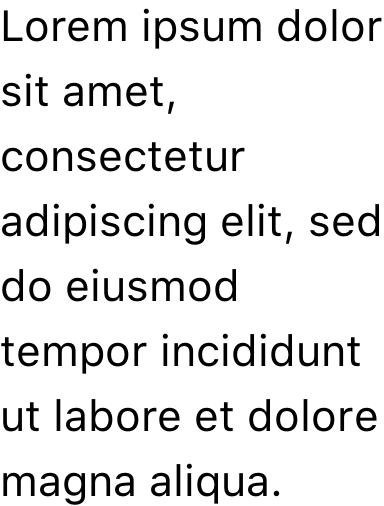 Lorem ipsum dolor
sit amet,
consectetur
adipiscing elit, sed
do eiusmod
tempor incididunt
ut labore et dolore
magna aliqua.